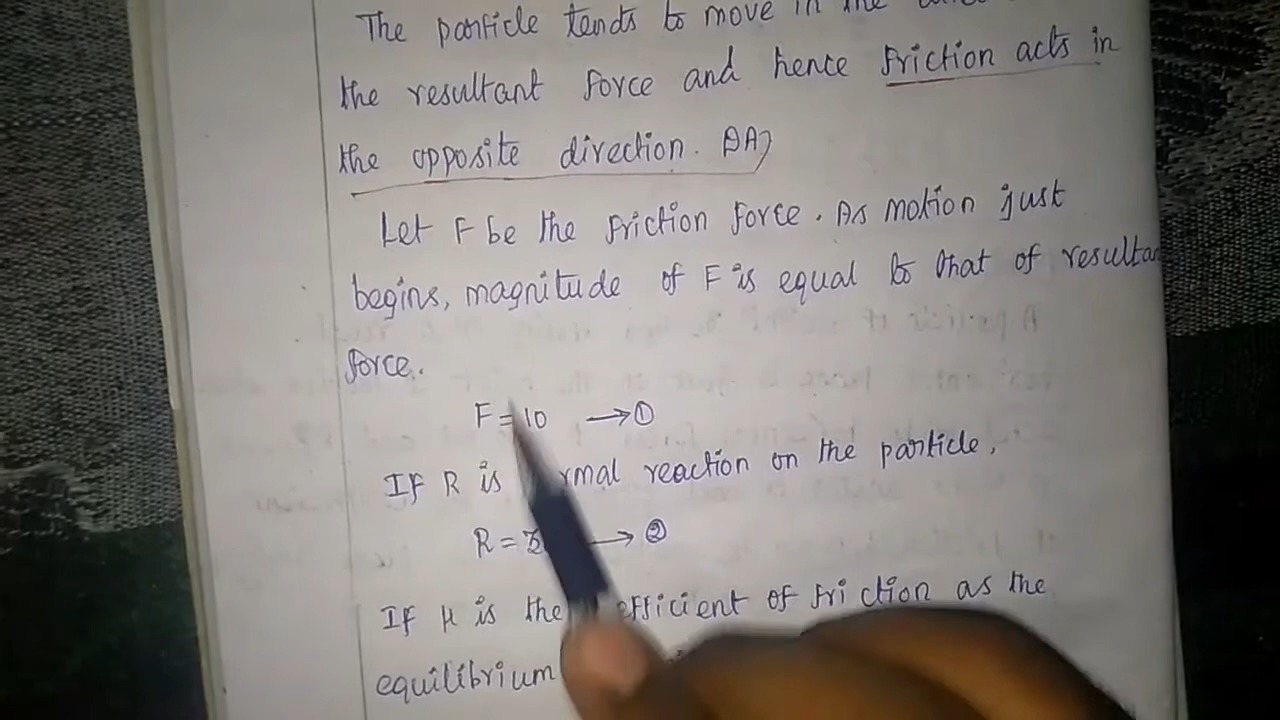 The particle tends to move in the
the resultant force and hence friction acts in
the opposite direction.
Let F be the friction force. As motion just
begins, magnitude of F is equal to that of resultan
force.
F = 10 → ①
If R is rmal reaction on the particle,
R = → ②
If μ is the efficient of friction as the
equilibrium